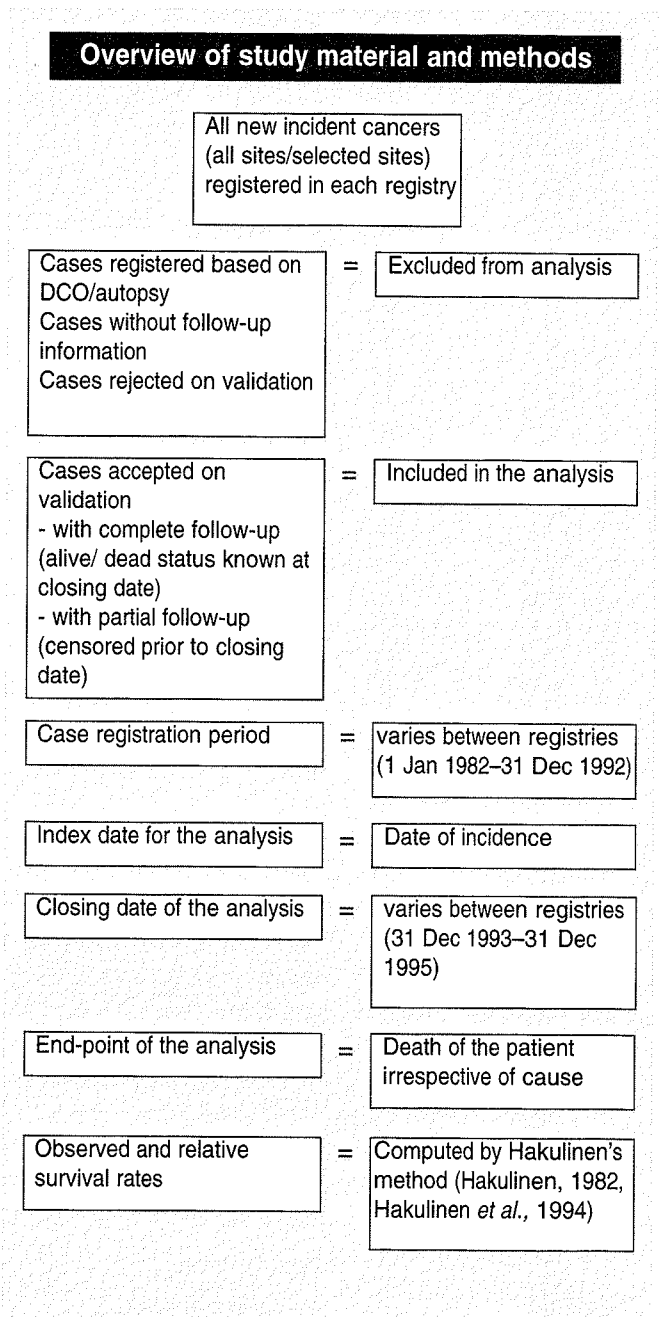 Overview of study material and methods
All new incident cancers
(all sites/selected sites)
registered in each registry
Cases registered based on
DCO/autopsy
Cases without follow-up
information
Cases rejected on validation
=
Excluded from analysis
Cases accepted on
validation
- with complete follow-up
(alive/ dead status known at
closing date)
- with partial follow-up
(censored prior to closing
date)
=
Included in the analysis
Case registration period
=
varies between registries
(1 Jan 1982–31 Dec 1992)
Index date for the analysis
=
Date of incidence
Closing date of the analysis
=
varies between registries
(31 Dec 1993–31 Dec
1995)
End-point of the analysis
=
Death of the patient
irrespective of cause
Observed and relative
survival rates
=
Computed by Hakulinen's
method (Hakulinen, 1982,
Hakulinen et al., 1994)